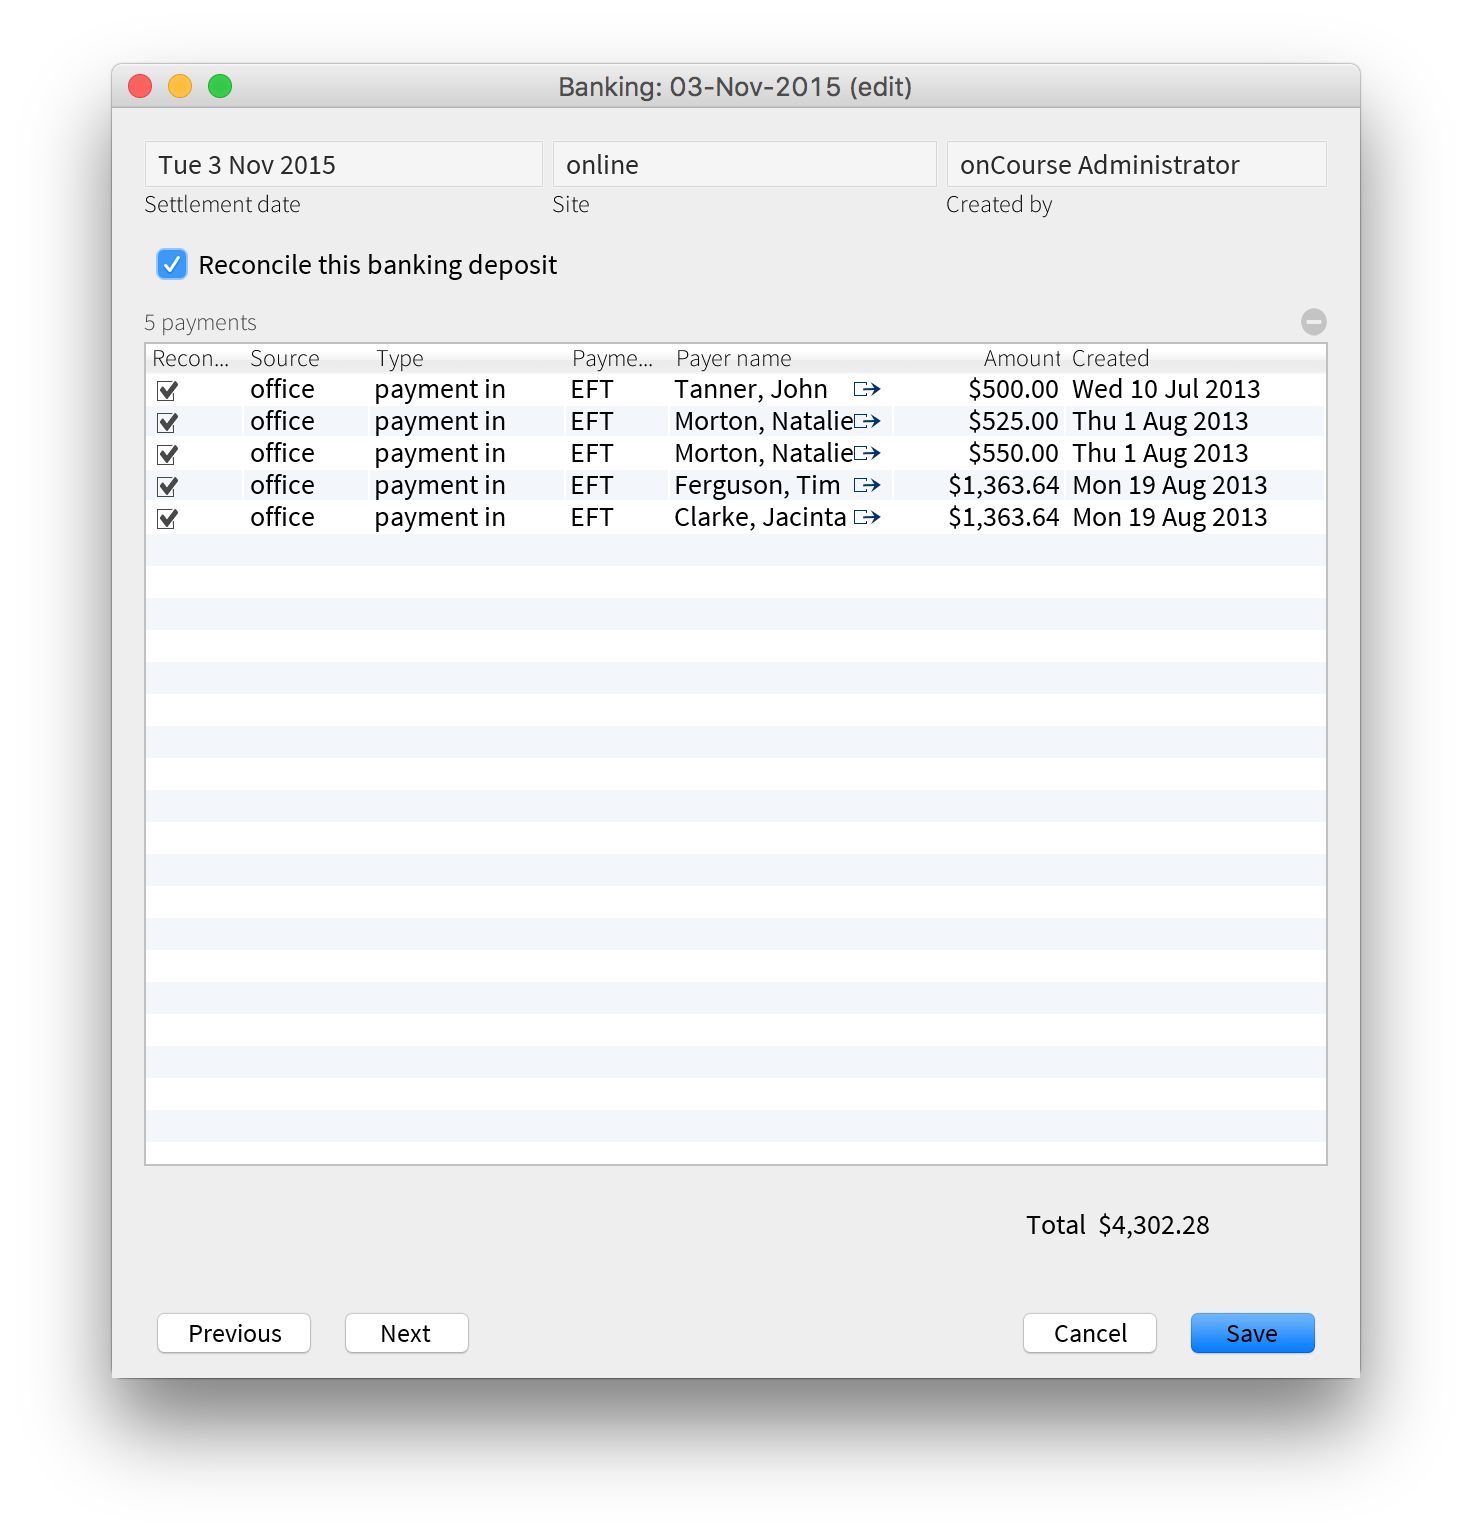 Banking: 03-Nov-2015 (edit)
Tue 3 Nov 2015 online onCourse Administrator
Settlement date Site Created by
Reconcile this banking deposit
5 payments
Recon... Source Type Payme... Payer name Amount Created
office payment in EFT Tanner, John $500.00 Wed 10 Jul 2013
office payment in EFT Morton, Natalie $525.00 Thu 1 Aug 2013
office payment in EFT Morton, Natalie $550.00 Thu 1 Aug 2013
office payment in EFT Ferguson, Tim $1,363.64 Mon 19 Aug 2013
office payment in EFT Clarke, Jacinta $1,363.64 Mon 19 Aug 2013
Total $4,302.28
Previous Next Cancel Save